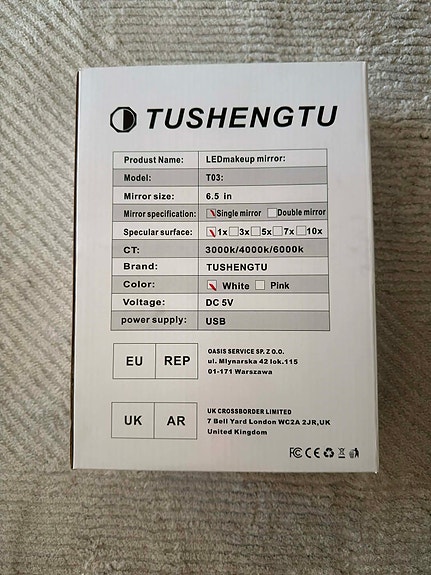 TUSHENGTU
Produst Name: LEDmakeup mirror:
Model: T03:
Mirror size: 6.5 in
Mirror specification: Single mirror Double mirror
Specular surface: 1x 3x 5x 7x 10x
CT: 3000k/4000k/6000k
Brand: TUSHENGTU
Color: White Pink
Voltage: DC 5V
power supply: USB
EU REP
OASIS SERVICE SP. Z O.O.
ul. Mlynarska 42 lok.115
01-171 Warszawa
UK AR
UK CROSSBORDER LIMITED
7 Bell Yard London WC2A 2JR,UK
United Kingdom
FC CE